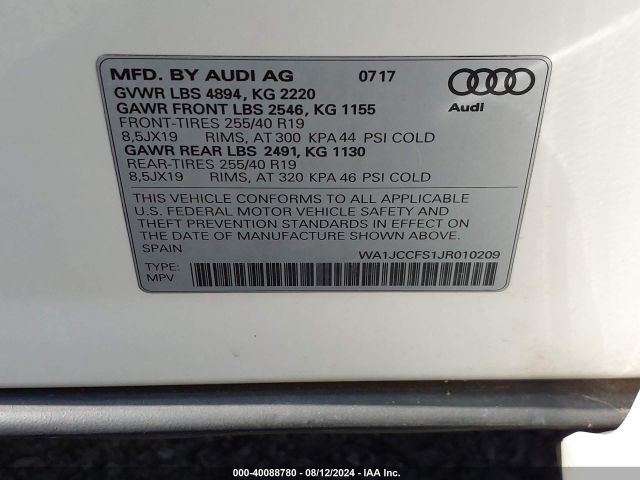 MFD. BY AUDI AG 07 17
GVWR LBS 4894, KG 2220
GAWR FRONT LBS 2546, KG 1155
FRONT-TIRES 255/40 R19
8,5JX19 RIMS, AT 300 KPA 44 PSI COLD
GAWR REAR LBS 2491, KG 1130
REAR-TIRES 255/40 R19
8,5JX19 RIMS, AT 320 KPA 46 PSI COLD
Audi
THIS VEHICLE CONFORMS TO ALL APPLICABLE
U.S. FEDERAL MOTOR VEHICLE SAFETY AND
THEFT PREVENTION STANDARDS IN EFFECT ON
THE DATE OF MANUFACTURE SHOWN ABOVE.
SPAIN WA1JCCFS1JR010209
TYPE:
MPV
000-40088780 - 08/12/2024 - IAA Inc.